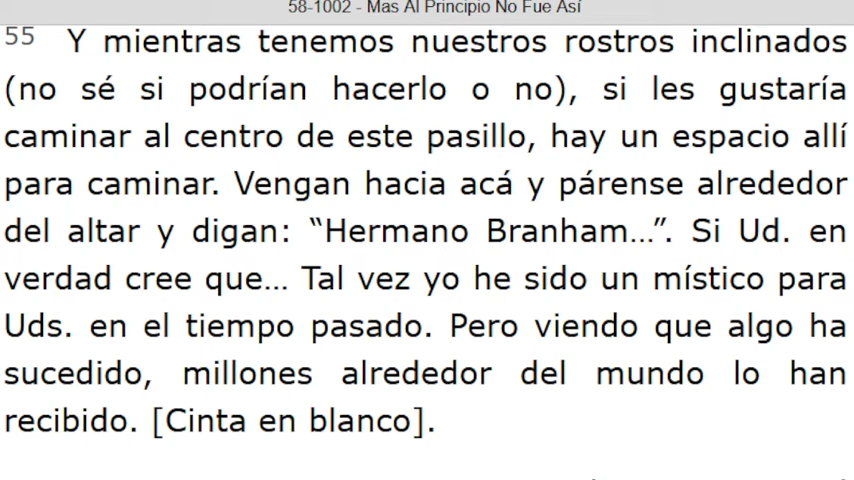 58-1002 - Mas Al Principio No Fue Así
55 Y mientras tenemos nuestros rostros inclinados
(no sé si podrían hacerlo o no), si les gustaría
caminar al centro de este pasillo, hay un espacio allí
para caminar. Vengan hacia acá y párense alrededor
del altar y digan: “Hermano Branham…”. Si Ud. en
verdad cree que… Tal vez yo he sido un místico para
Uds. en el tiempo pasado. Pero viendo que algo ha
sucedido, millones alrededor del mundo lo han
recibido. [Cinta en blanco].